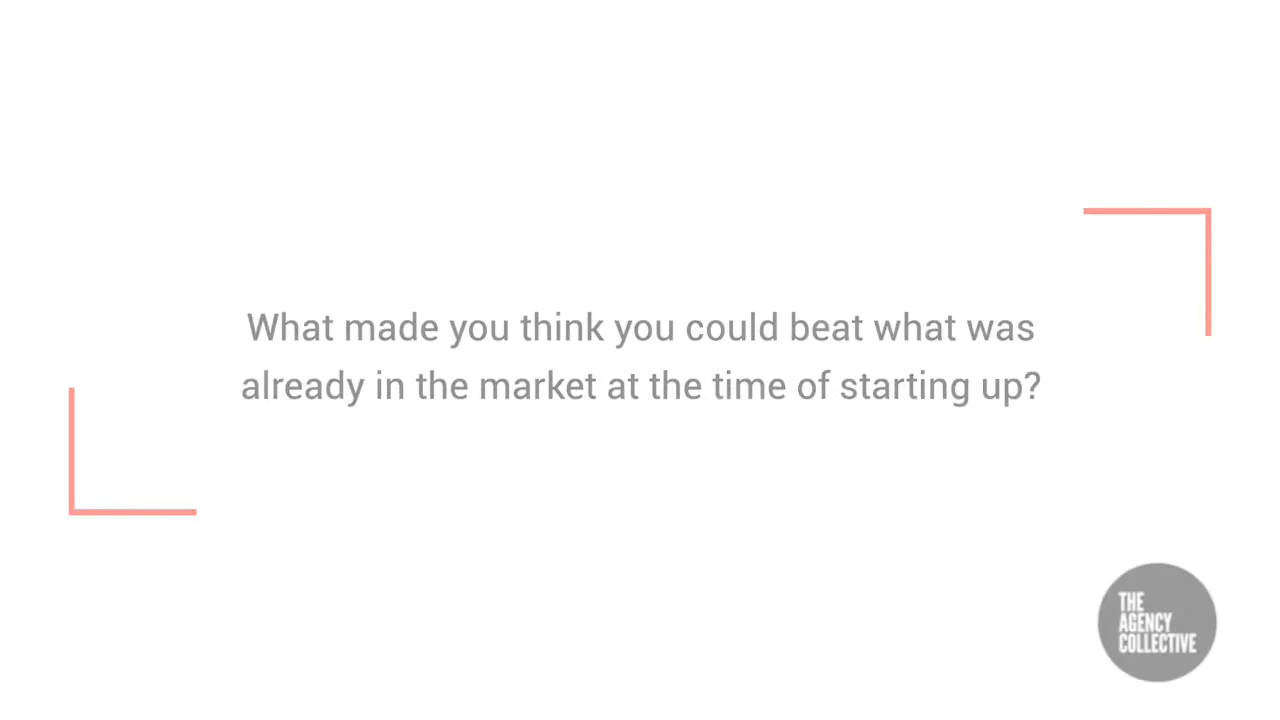 What made you think you could beat what was
already in the market at the time of starting up?
THE
AGENCY
COLLECTIVE